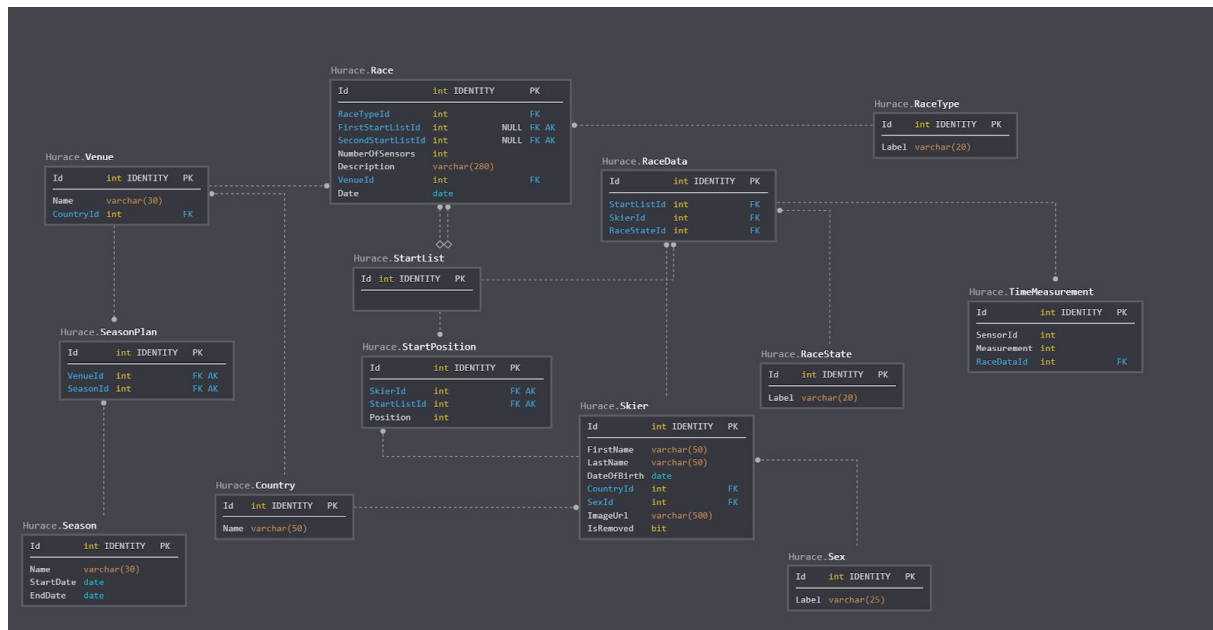 Hurace.Race
Id int IDENTITY PK
RaceTypeId int FK
FirstStartListId int NULL FK AK
SecondStartListId int NULL FK AK
NumberOfSensors int
Description varchar(280)
VenueId int FK
Date date
Hurace.RaceType
Id int IDENTITY PK
Label varchar(20)
Hurace.Venue
Id int IDENTITY PK
Name varchar(30)
CountryId int FK
Hurace.RaceData
Id int IDENTITY PK
StartListId int FK
SkierId int FK
RaceStateId int FK
Hurace.StartList
Id int IDENTITY PK
Hurace.TimeMeasurement
Id int IDENTITY PK
SensorId int
Measurement int
RaceDataId int FK
Hurace.SeasonPlan
Id int IDENTITY PK
VenueId int FK AK
SeasonId int FK AK
Hurace.StartPosition
Id int IDENTITY PK
SkierId int FK AK
StartListId int FK AK
Position int
Hurace.RaceState
Id int IDENTITY PK
Label varchar(20)
Hurace.Skier
Id int IDENTITY PK
FirstName varchar(50)
LastName varchar(50)
DateOfBirth date
CountryId int FK
SexId int FK
ImageUrl varchar(500)
IsRemoved bit
Hurace.Country
Id int IDENTITY PK
Name varchar(50)
Hurace.Season
Id int IDENTITY PK
Name varchar(30)
StartDate date
EndDate date
Hurace.Sex
Id int IDENTITY PK
Label varchar(25)